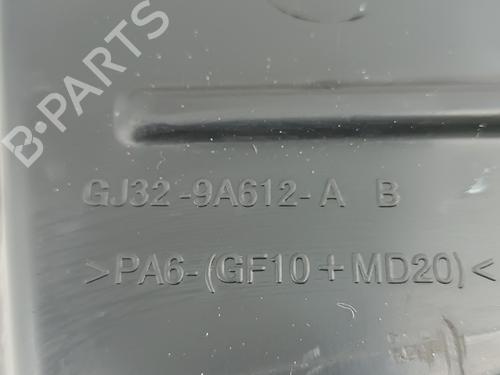 B-PARTS
GJ32-9A612-A B
>PA6-(GF10+MD20)<